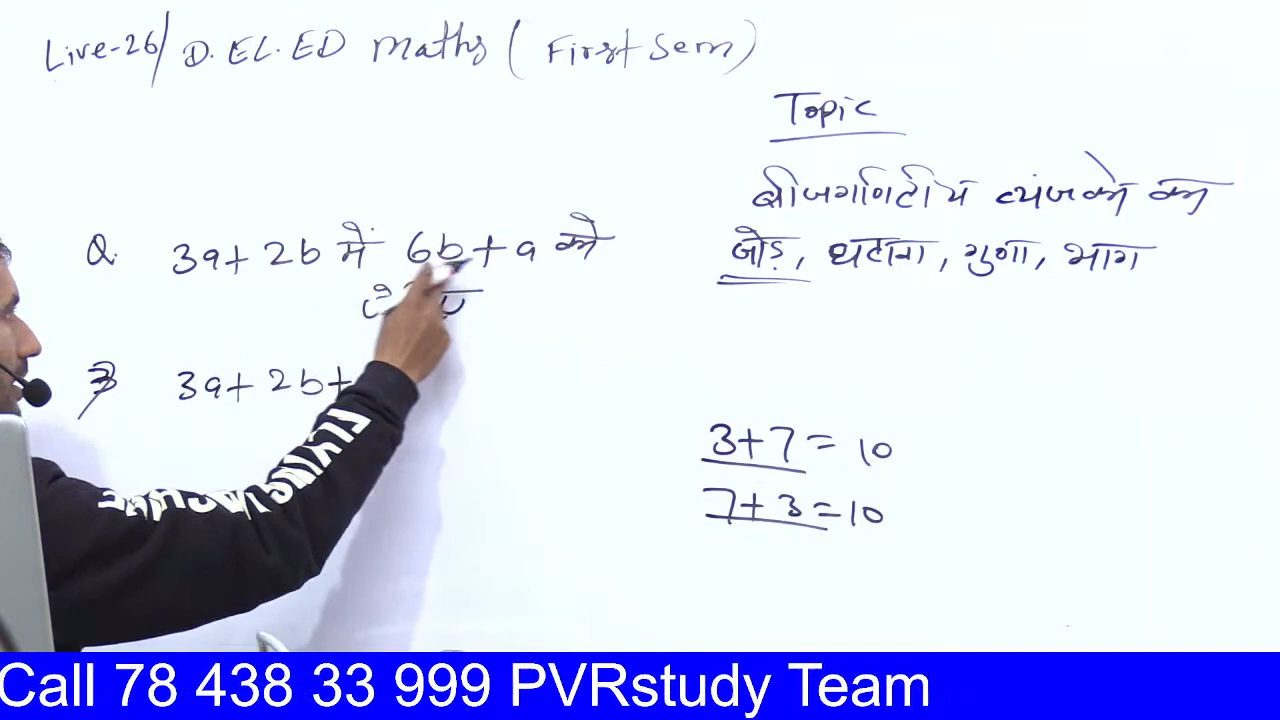 Live-26/ D.EL.ED Maths ( First Sem )
Topic
बीजगणितीय व्यंजको का
जोड़, घटाना, गुणा, भाग
Q. 3a+ 2b में 6b+a को
3a+ 2b+
3+7 = 10
7+3 = 10
Call 78 438 33 999 PVRstudy Team